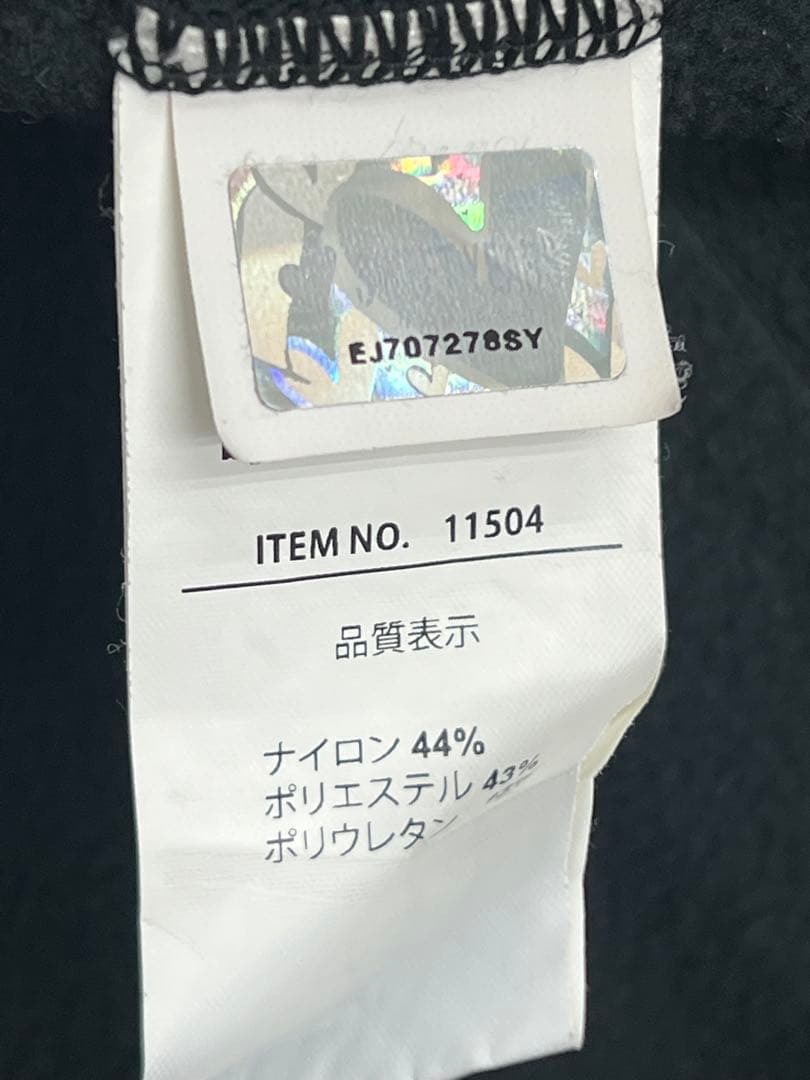 EJ707278SY
ITEM NO. 11504
品質表示
ナイロン 44%
ポリエステル 43%
ポリウレタン